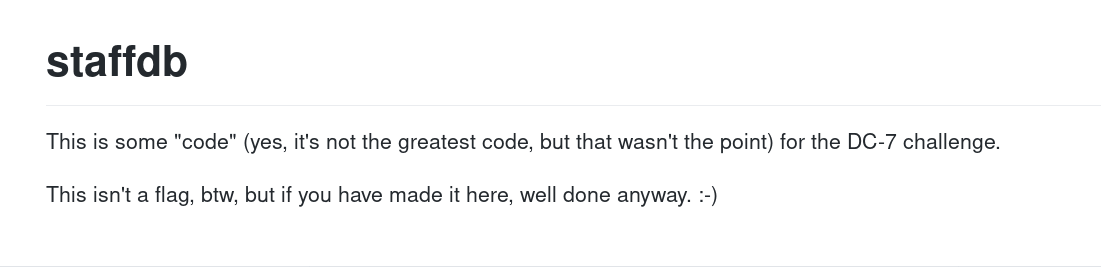 staffdb
This is some "code" (yes, it's not the greatest code, but that wasn't the point) for the DC-7 challenge.
This isn't a flag, btw, but if you have made it here, well done anyway. :-)